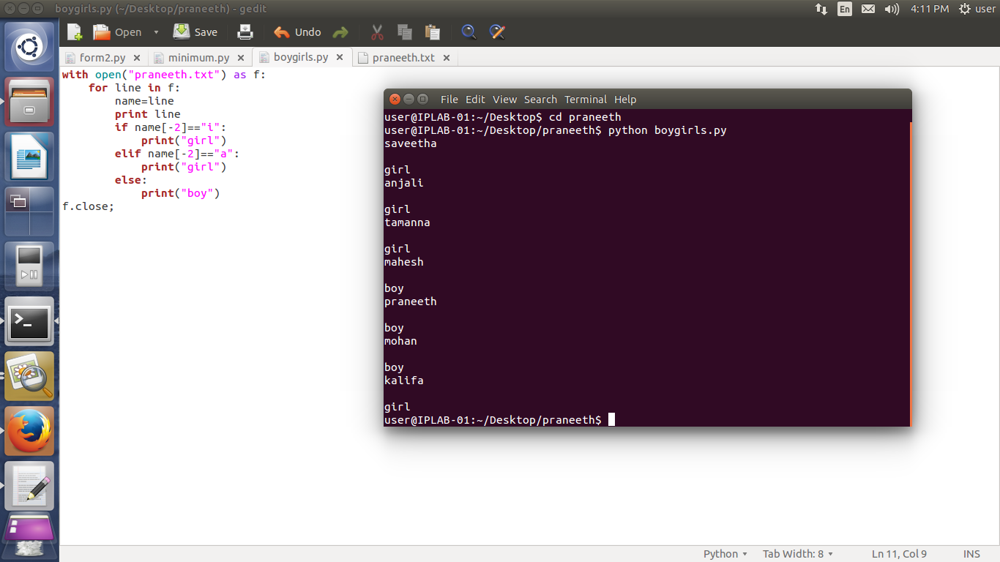 boygirls.py (~/Desktop/praneeth) - gedit
En
4:11 PM
user
Open
Save
Undo
form2.py
minimum.py
boygirls.py
praneeth.txt
with open("praneeth.txt") as f:
    for line in f:
        name=line
        print line
        if name[-2]=="i":
            print("girl")
        elif name[-2]=="a":
            print("girl")
        else:
            print("boy")
f.close;
File Edit View Search Terminal Help
user@IPLAB-01:~/Desktop$ cd praneeth
user@IPLAB-01:~/Desktop/praneeth$ python boygirls.py
saveetha
girl
anjali
girl
tamanna
girl
mahesh
boy
praneeth
boy
mohan
boy
kalifa
girl
user@IPLAB-01:~/Desktop/praneeth$
Python
Tab Width: 8
Ln 11, Col 9
INS